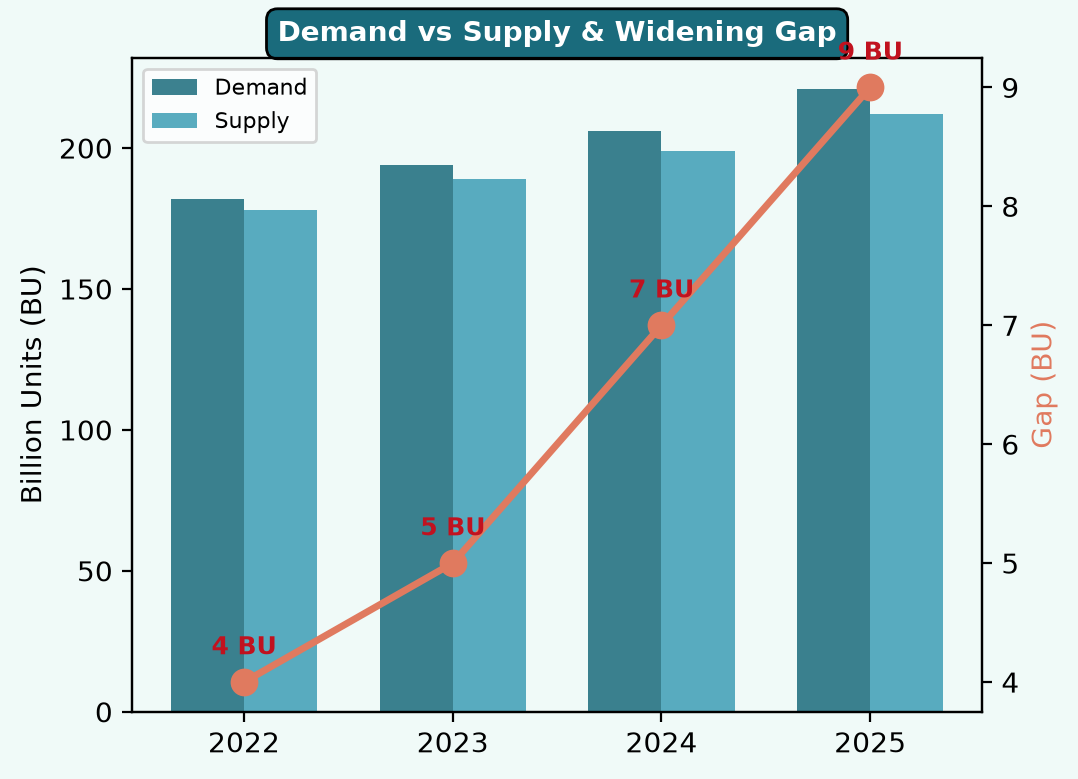 Demand vs Supply & Widening Gap
9 BU
Demand
Supply
9
200
8
7 BU
150
Billion Units (BU)
7
Gap (BU)
100
6
5 BU
50
5
4 BU
4
0
2022 2023 2024 2025